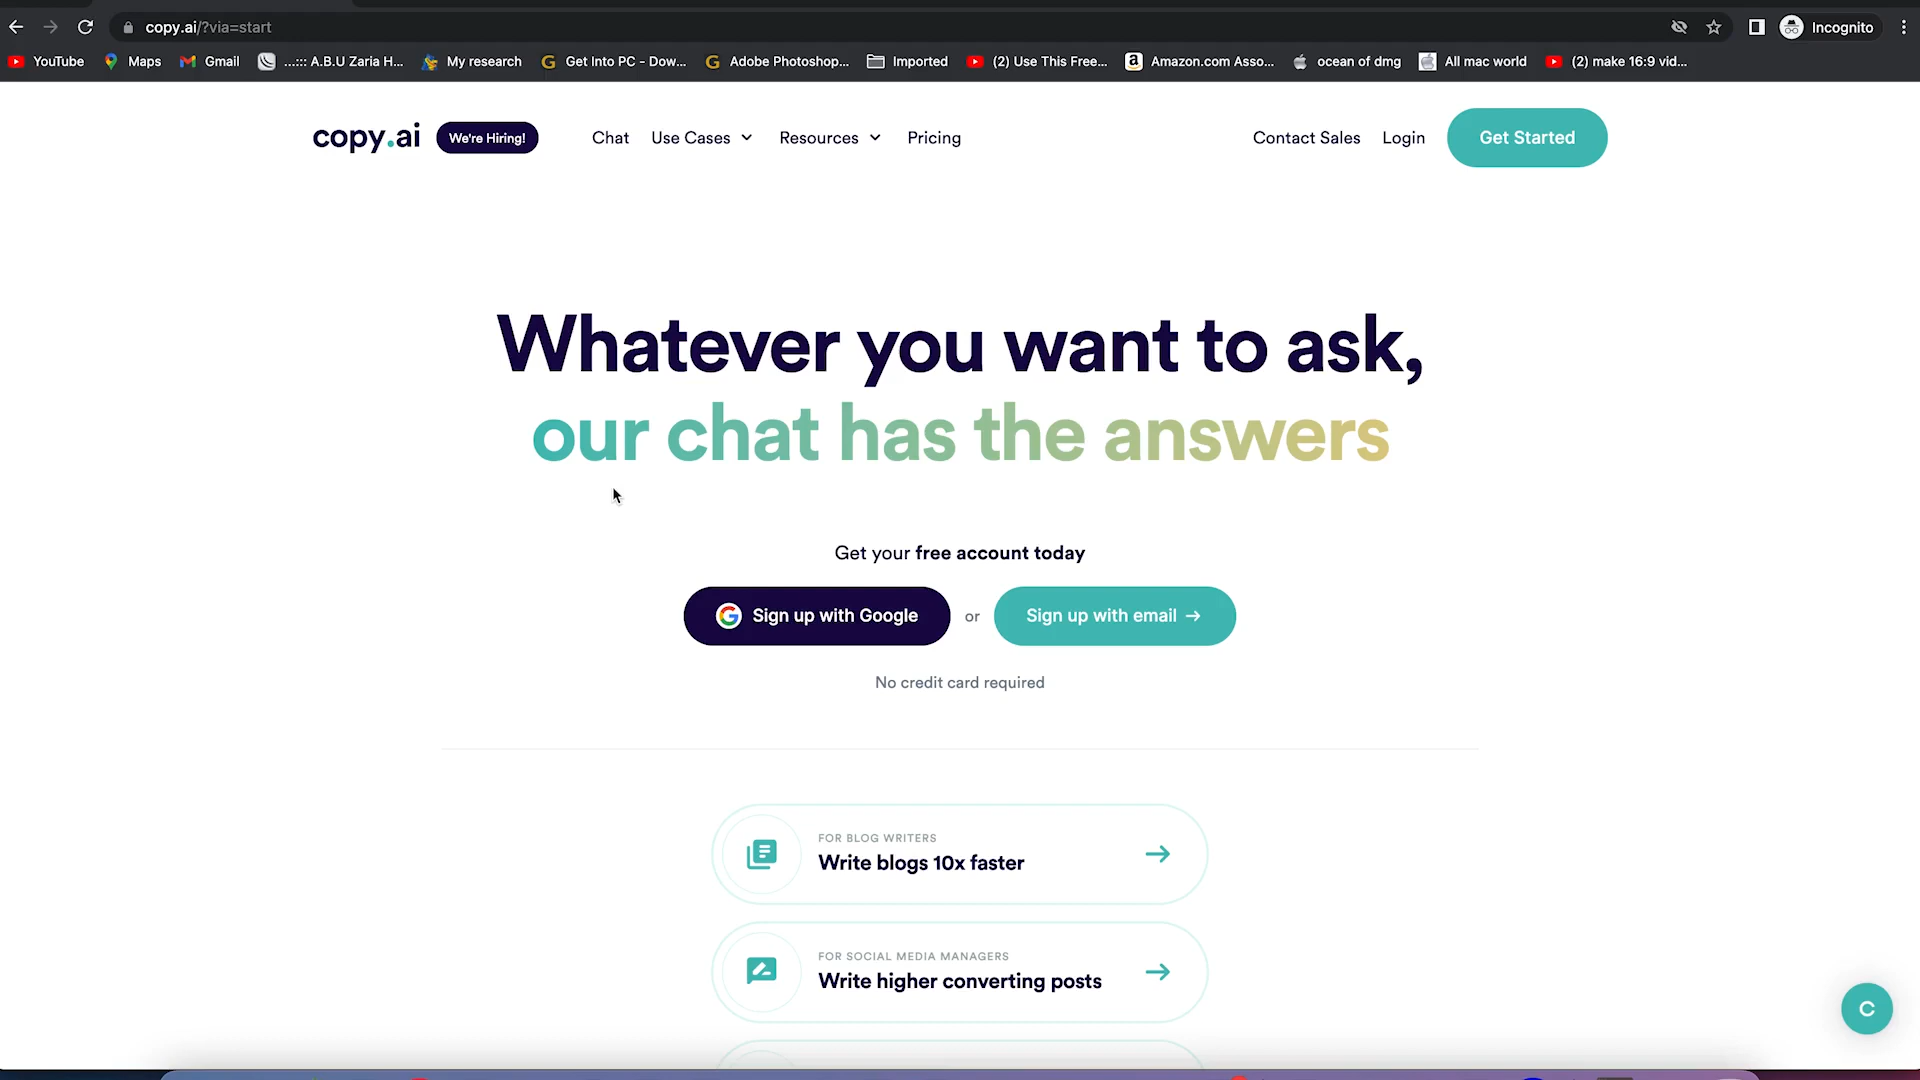 copy.ai/?via=start
Incognito
YouTube Maps Gmail ...::: A.B.U Zaria H... My research Get Into PC - Dow... Adobe Photoshop... Imported (2) Use This Free... Amazon.com Asso... ocean of dmg All mac world (2) make 16:9 vid...
copy.ai We're Hiring! Chat Use Cases Resources Pricing Contact Sales Login Get Started
Whatever you want to ask,
our chat has the answers
Get your free account today
Sign up with Google or Sign up with email →
No credit card required
FOR BLOG WRITERS
Write blogs 10x faster
FOR SOCIAL MEDIA MANAGERS
Write higher converting posts
C